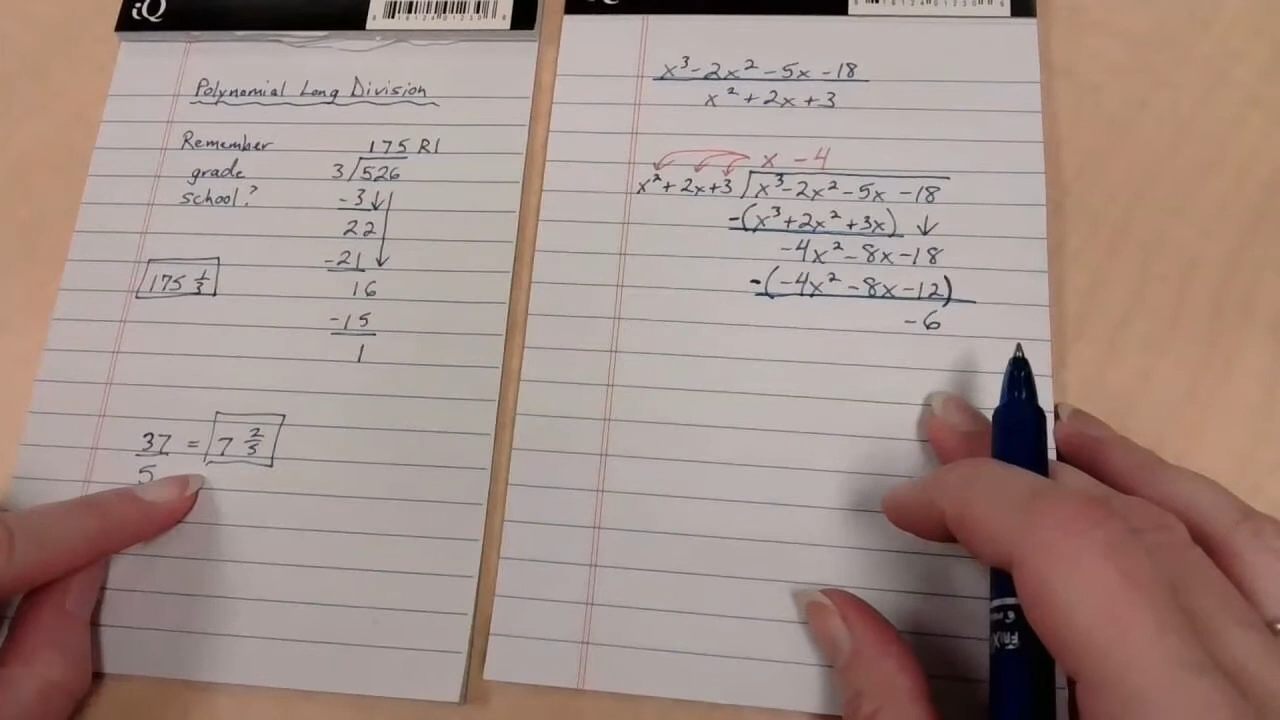 iQ
Polynomial Long Division
Remember
grade
school?
175 R1
3 526
-3
22
-21
16
-15
1
175 1/3
37/5 = 7 2/5
x³-2x²-5x-18
x²+2x+3
x -4
x²+2x+3 x³-2x²-5x-18
-(x³+2x²+3x)
-4x²-8x-18
-(-4x²-8x-12)
-6